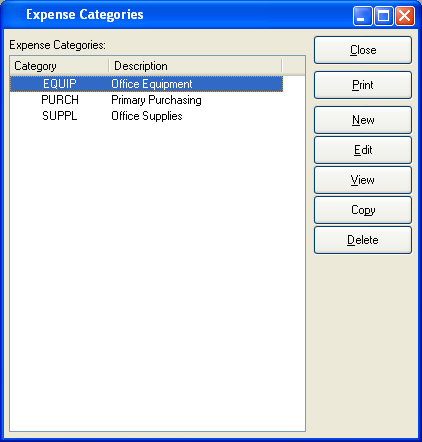 Expense Categories
Expense Categories:
Category Description
EQUIP Office Equipment
PURCH Primary Purchasing
SUPPL Office Supplies
Close
Print
New
Edit
View
Copy
Delete